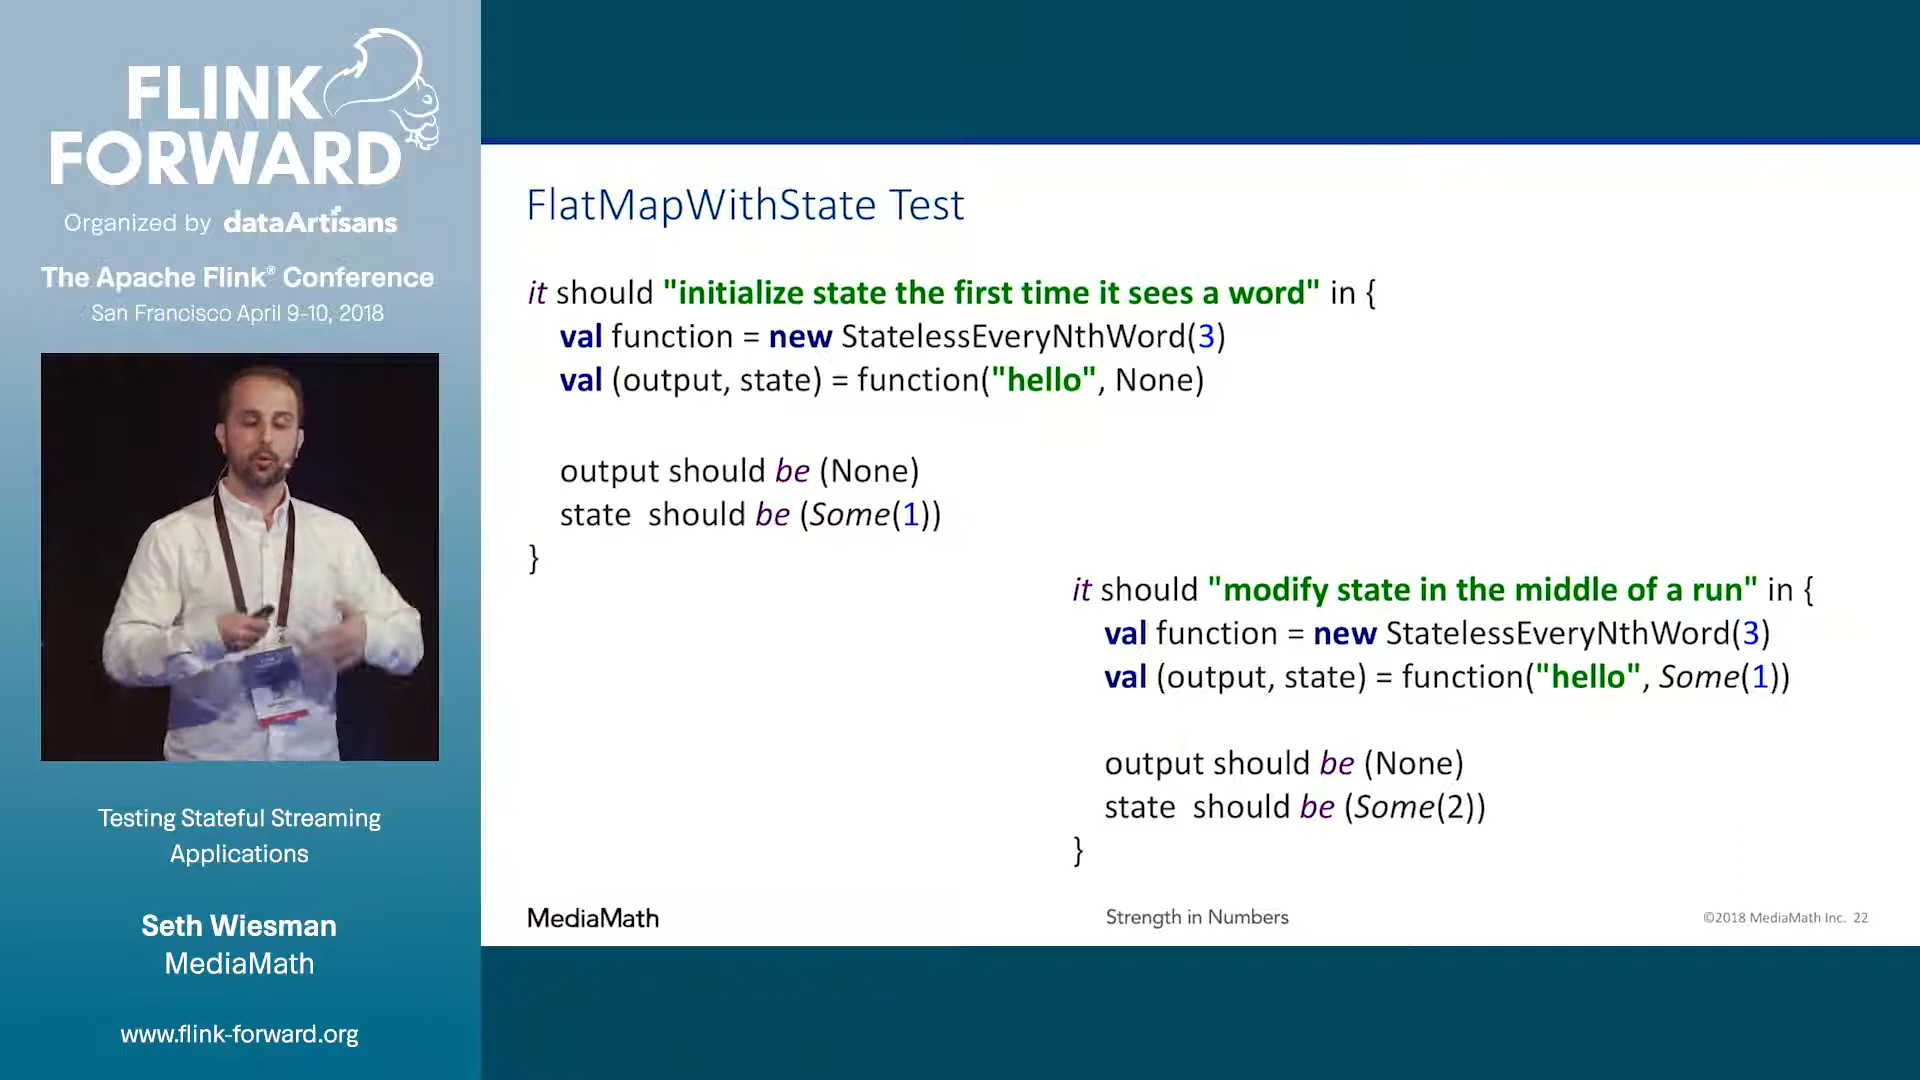 FLINK
FORWARD
Organized by dataArtisans
The Apache Flink® Conference
San Francisco April 9-10, 2018
Testing Stateful Streaming
Applications
Seth Wiesman
MediaMath
www.flink-forward.org
FlatMapWithState Test
it should "initialize state the first time it sees a word" in {
val function = new StatelessEveryNthWord(3)
val (output, state) = function("hello", None)
output should be (None)
state should be (Some(1))
}
it should "modify state in the middle of a run" in {
val function = new StatelessEveryNthWord(3)
val (output, state) = function("hello", Some(1))
output should be (None)
state should be (Some(2))
}
MediaMath
Strength in Numbers
©2018 MediaMath Inc. 22